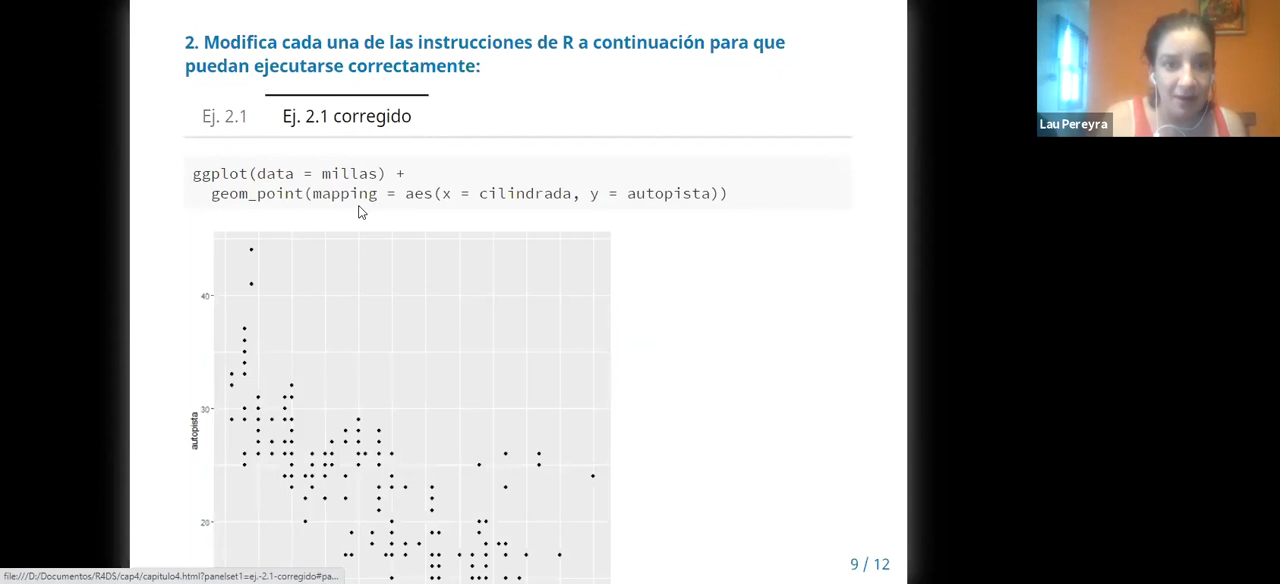 2. Modifica cada una de las instrucciones de R a continuación para que
puedan ejecutarse correctamente:
Ej. 2.1
Ej. 2.1 corregido
ggplot(data = millas) +
geom_point(mapping = aes(x = cilindrada, y = autopista))
40
30
20
autopista
9 / 12
file:///D:/Documentos/R4DS/cap4/capitulo4.html?panelset1=ej.-2.1-corregido#pa...
Lau Pereyra